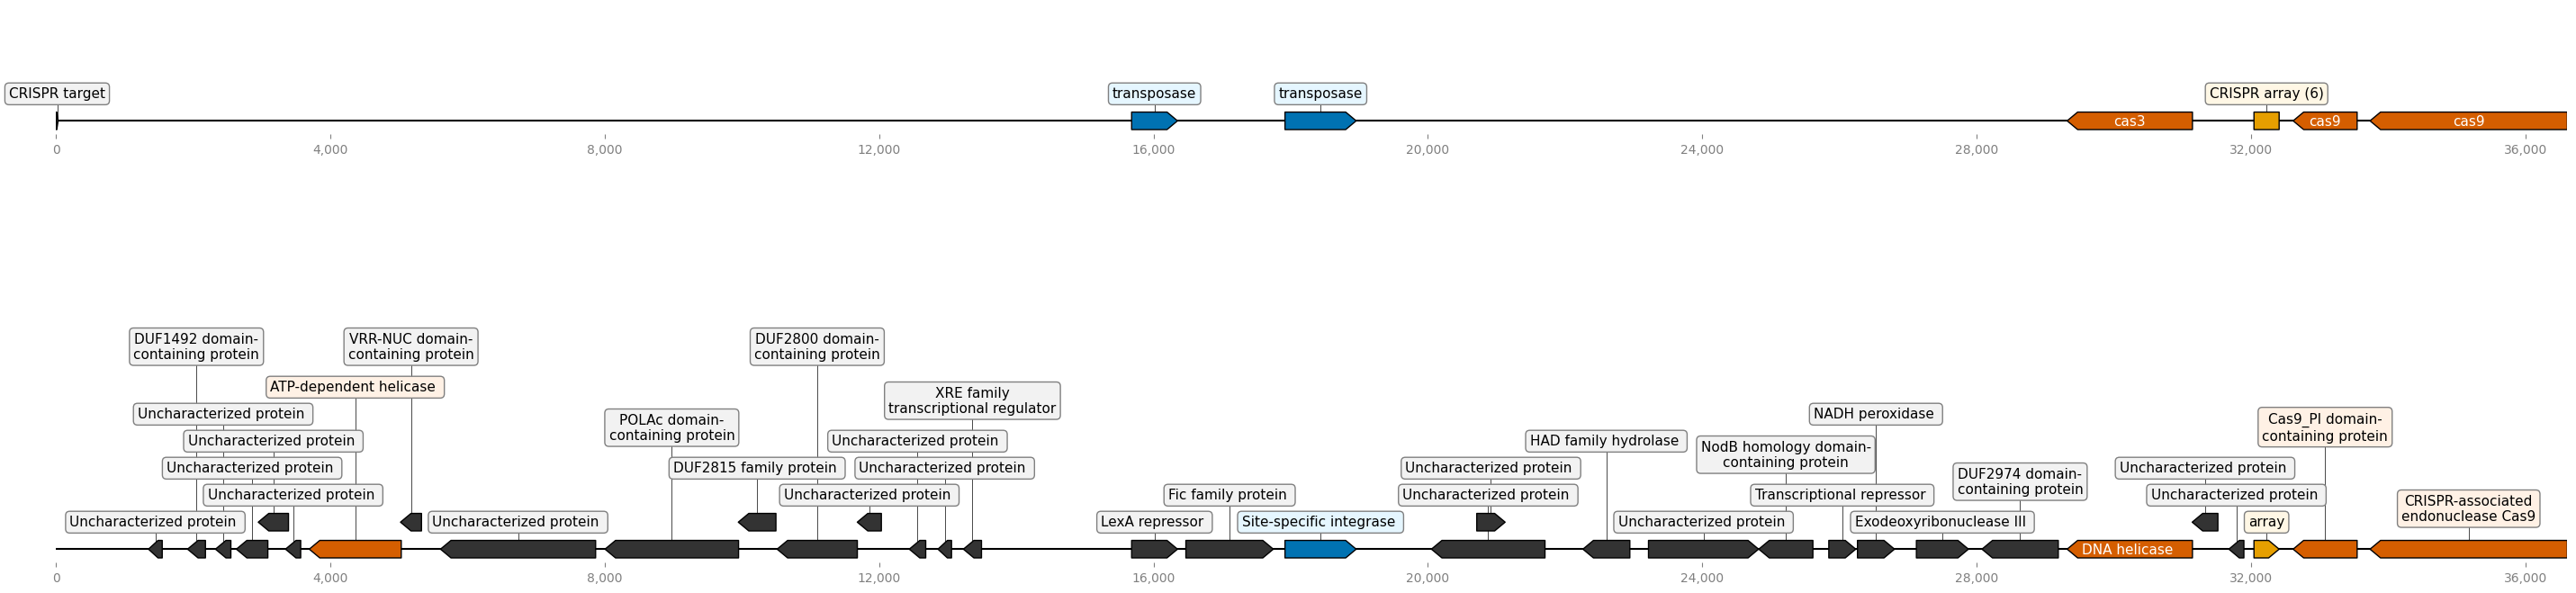 CRISPR target
transposase
transposase
CRISPR array (6)
cas3
cas9
cas9
0
4,000
8,000
12,000
16,000
20,000
24,000
28,000
32,000
36,000
DUF1492 domain-
containing protein
VRR-NUC domain-
containing protein
DUF2800 domain-
containing protein
ATP-dependent helicase
XRE family
transcriptional regulator
Uncharacterized protein
NADH peroxidase
POLAc domain-
containing protein
Cas9_PI domain-
containing protein
Uncharacterized protein
Uncharacterized protein
HAD family hydrolase
NodB homology domain-
containing protein
Uncharacterized protein
DUF2815 family protein
Uncharacterized protein
Uncharacterized protein
DUF2974 domain-
containing protein
Uncharacterized protein
Uncharacterized protein
Uncharacterized protein
Fic family protein
Uncharacterized protein
Transcriptional repressor
Uncharacterized protein
CRISPR-associated
endonuclease Cas9
Uncharacterized protein
Uncharacterized protein
LexA repressor
Site-specific integrase
Uncharacterized protein
Exodeoxyribonuclease III
array
DNA helicase
0
4,000
8,000
12,000
16,000
20,000
24,000
28,000
32,000
36,000